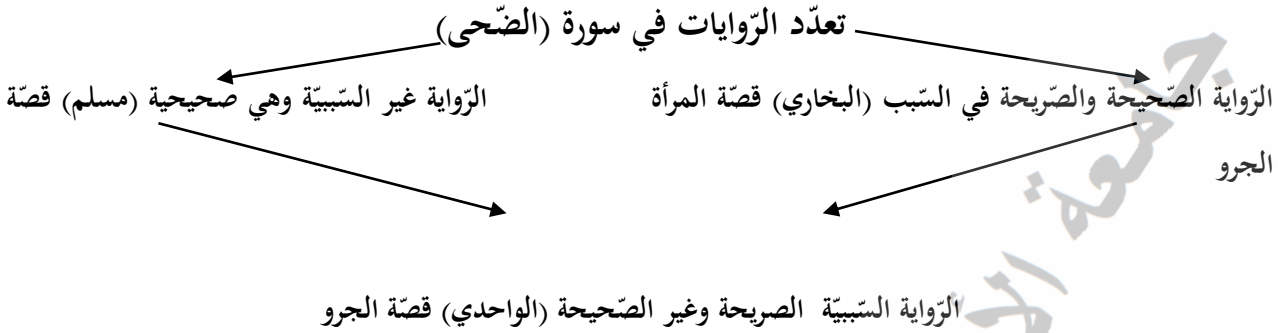 تعدّد الرّوايات في سورة (الضّحى)
الرّواية الصّحيحة والصّريحة في السّبب (البخاري) قصّة المرأة الرّواية غير السّببيّة وهي صحيحية (مسلم) قصّة
الجرو
الرّواية السّببيّة الصريحة وغير الصّحيحة (الواحدي) قصّة الجرو
جامعة